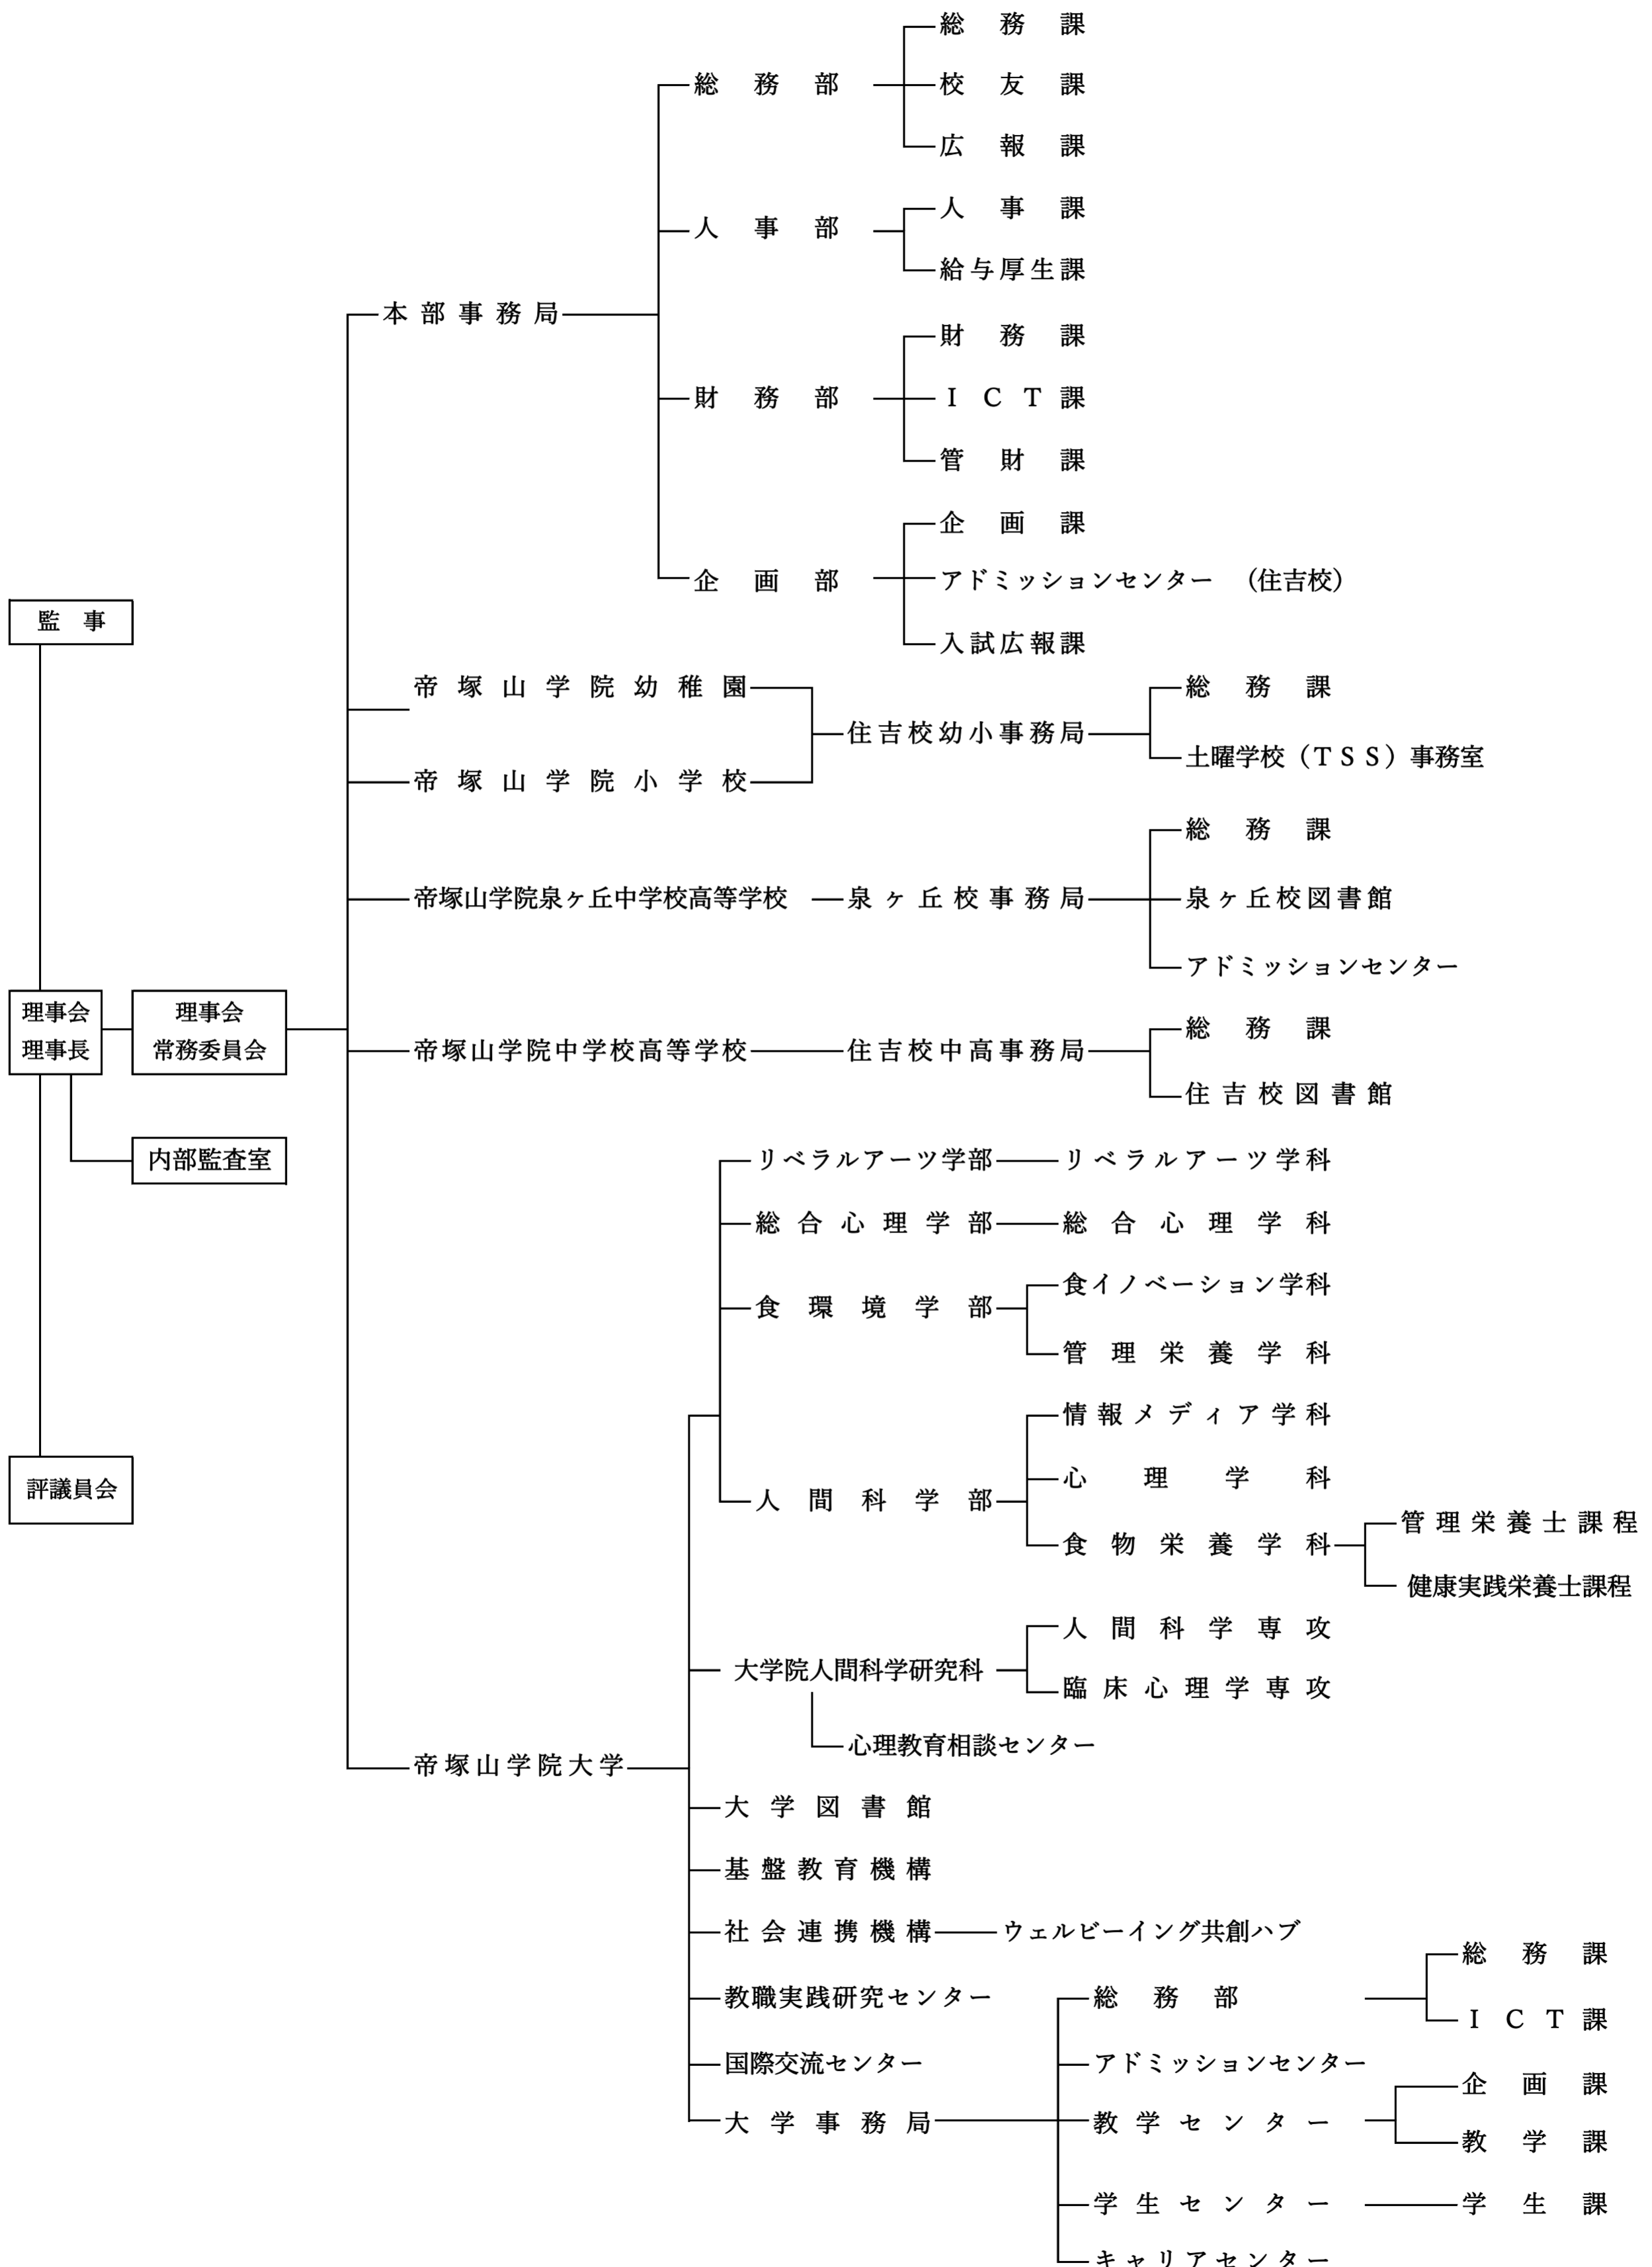 総務課
総務部
校友課
広報課
人事課
人事部
給与厚生課
本部事務局
財務課
財務部
ＩＣＴ課
管財課
企画課
企画部
アドミッションセンター （住吉校）
入試広報課
監事
帝塚山学院幼稚園
総務課
住吉校幼小事務局
土曜学校（ＴＳＳ）事務室
帝塚山学院小学校
総務課
帝塚山学院泉ヶ丘中学校高等学校
泉ヶ丘校事務局
泉ヶ丘校図書館
アドミッションセンター
理事会
理事長
理事会
常務委員会
総務課
帝塚山学院中学校高等学校
住吉校中高事務局
住吉校図書館
内部監査室
リベラルアーツ学部
リベラルアーツ学科
総合心理学部
総合心理学科
食イノベーション学科
食環境学部
管理栄養学科
情報メディア学科
心理学科
評議員会
人間科学部
管理栄養士課程
食物栄養学科
健康実践栄養士課程
人間科学専攻
大学院人間科学研究科
臨床心理学専攻
心理教育相談センター
帝塚山学院大学
大学図書館
基盤教育機構
社会連携機構
ウェルビーイング共創ハブ
総務課
教職実践研究センター
総務部
ＩＣＴ課
国際交流センター
アドミッションセンター
企画課
大学事務局
教学センター
教学課
学生センター
学生課
キャリアセンター